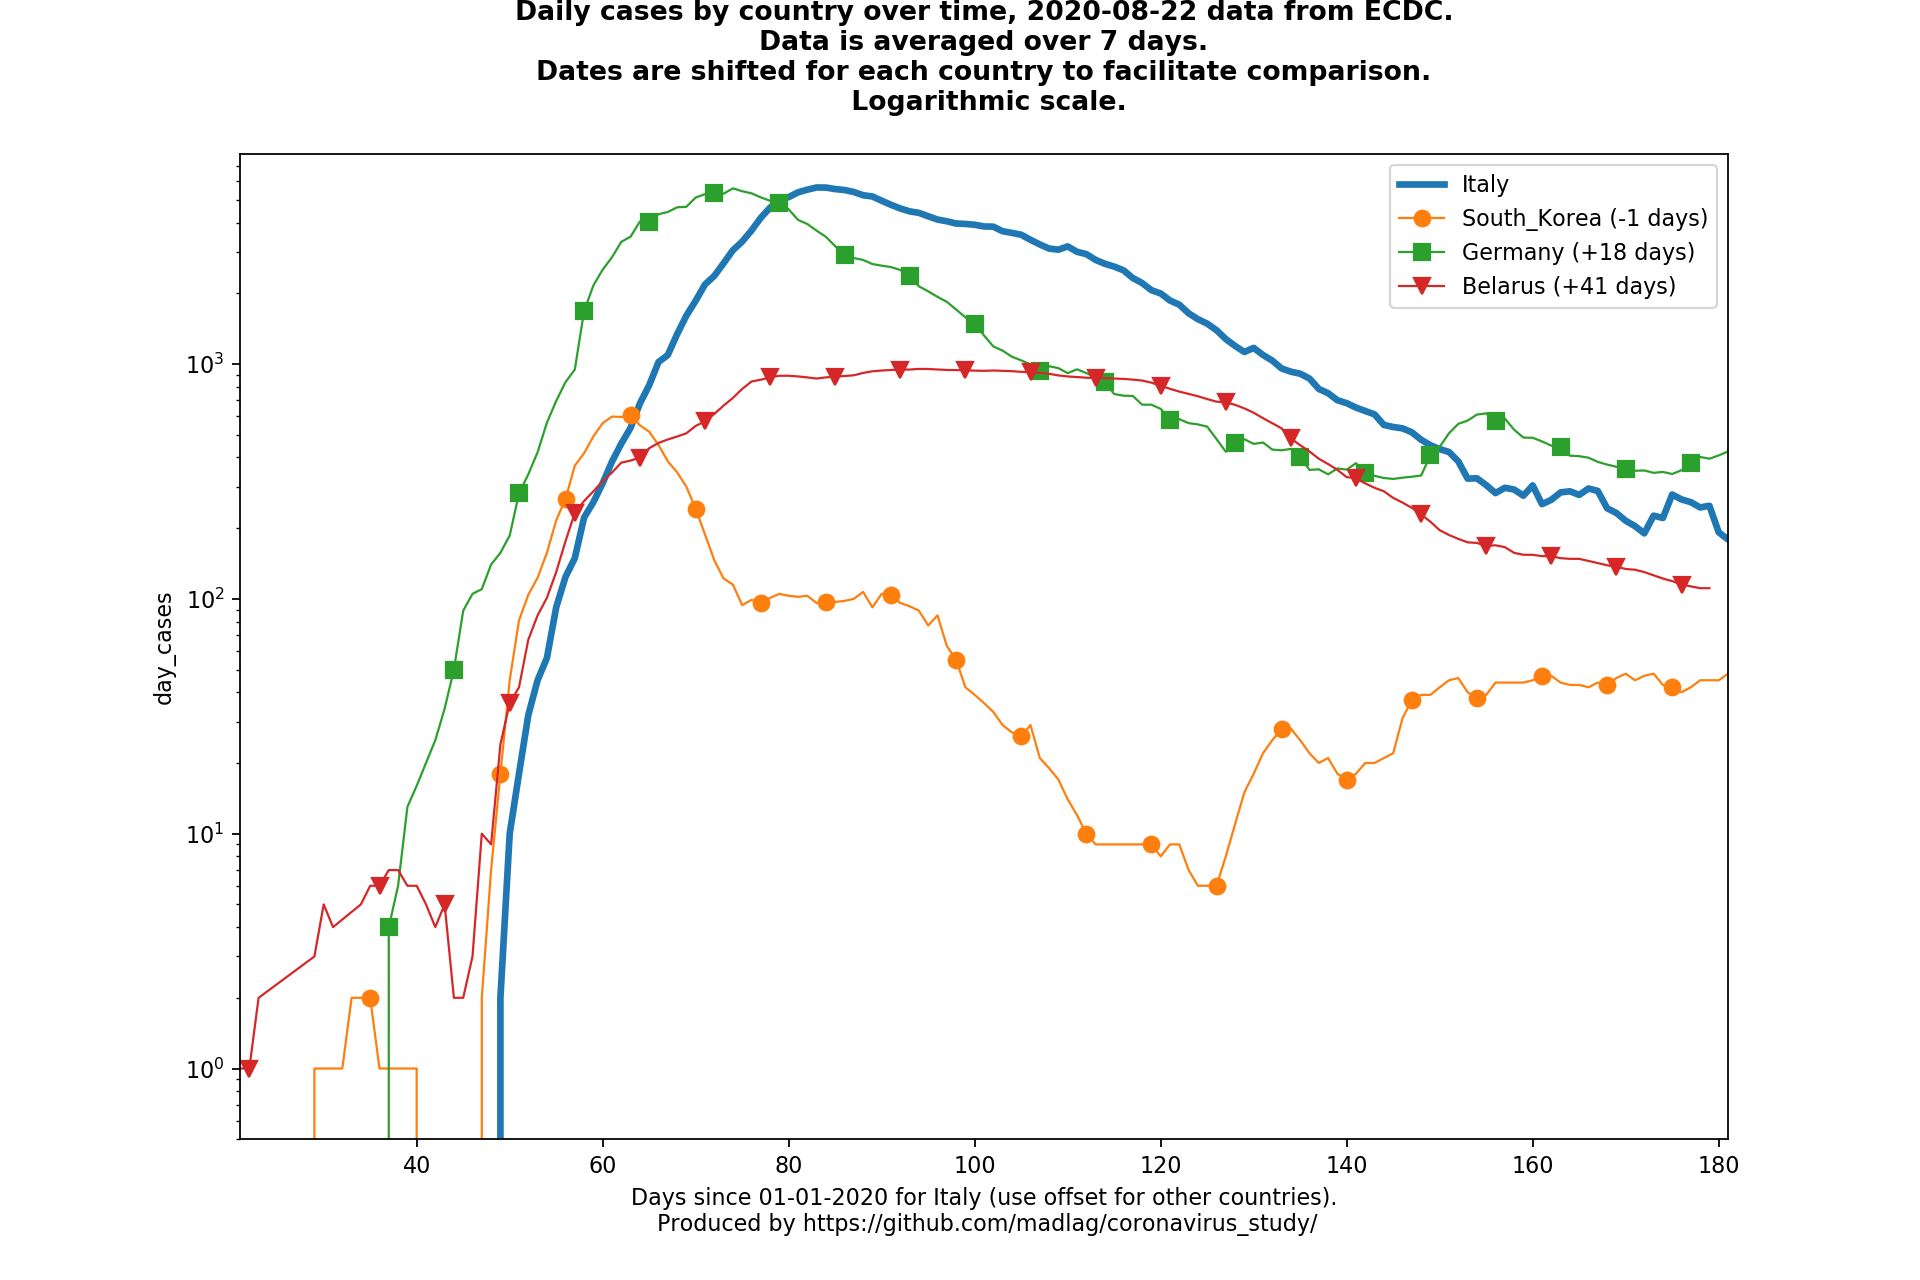 Daily cases by country over time, 2020-08-22 data from ECDC.
Data is averaged over 7 days.
Dates are shifted for each country to facilitate comparison.
Logarithmic scale.
Italy
South_Korea (-1 days)
Germany (+18 days)
Belarus (+41 days)
day_cases
10³
10²
10¹
10⁰
40 60 80 100 120 140 160 180
Days since 01-01-2020 for Italy (use offset for other countries).
Produced by https://github.com/madlag/coronavirus_study/